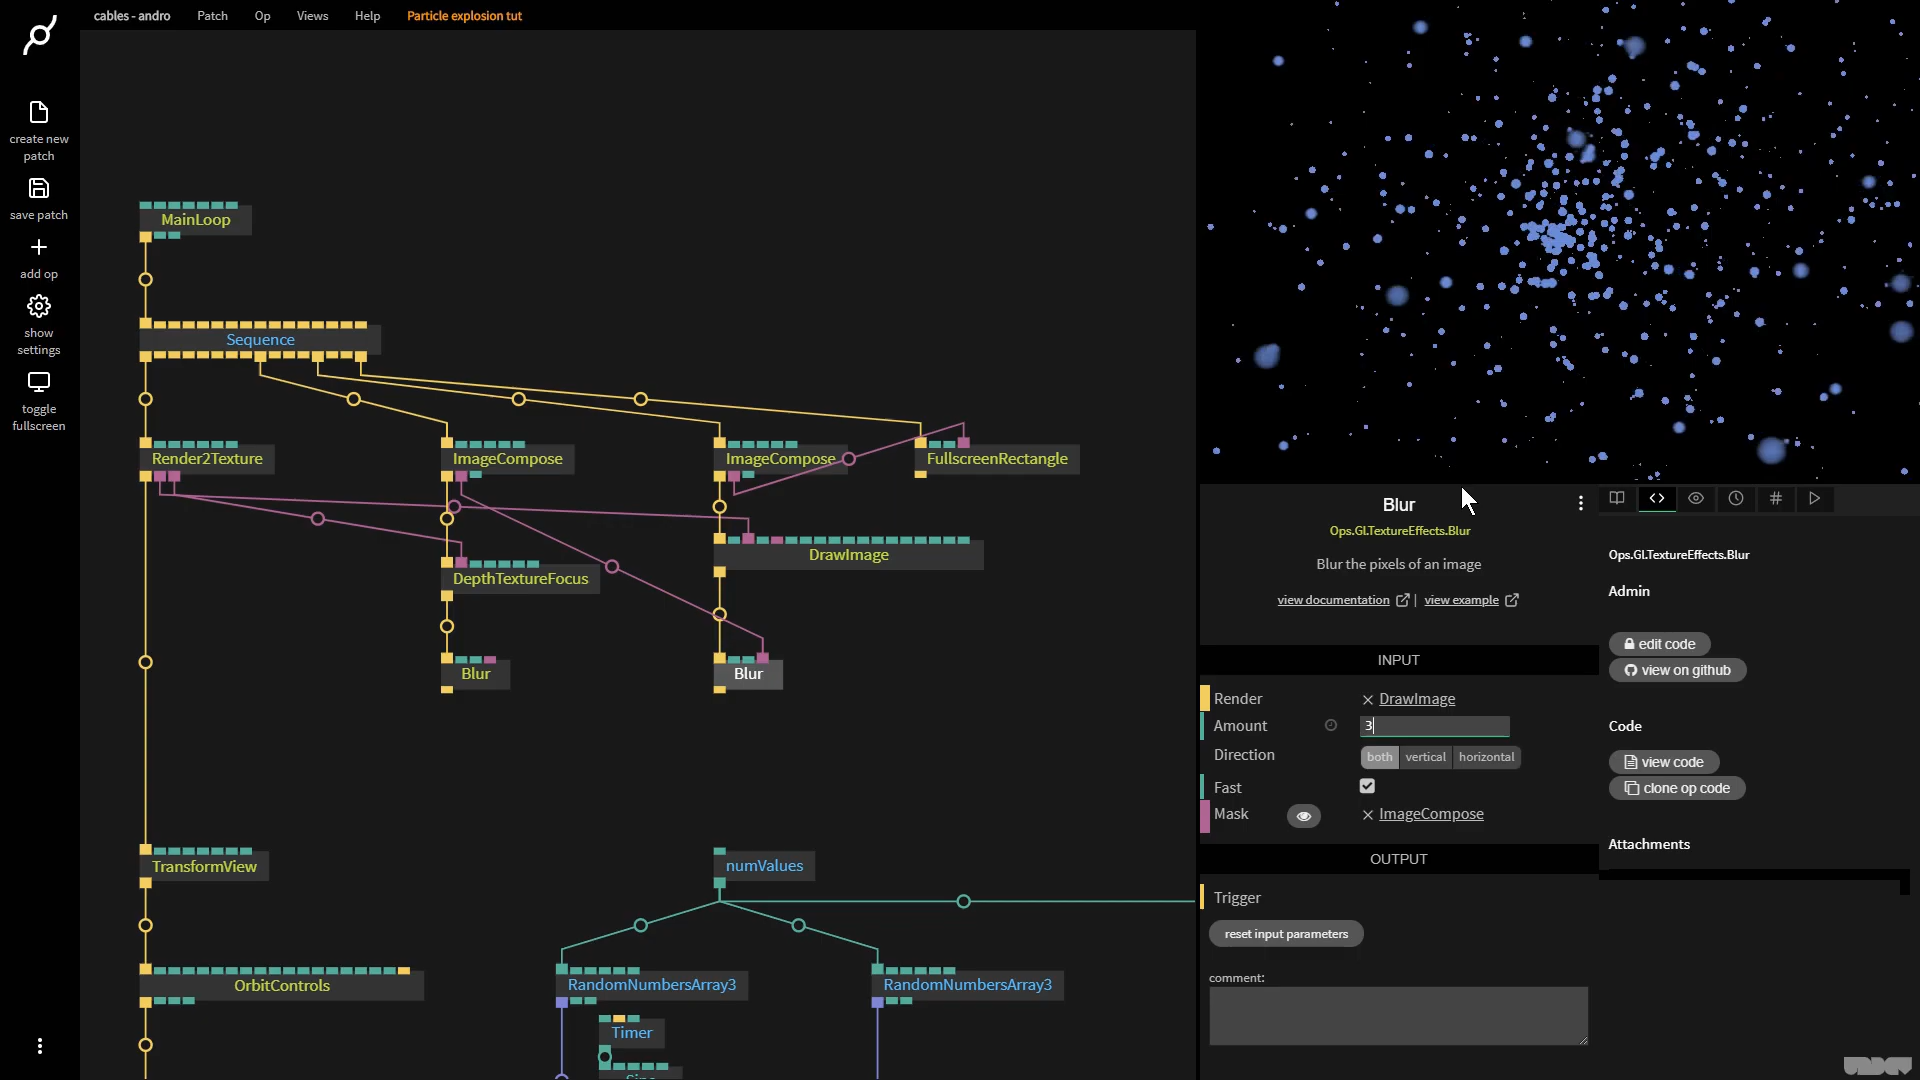 cables - andro
Patch
Op
Views
Help
Particle explosion tut
create new
patch
save patch
add op
show
settings
toggle
fullscreen
MainLoop
Sequence
Render2Texture
ImageCompose
ImageCompose
FullscreenRectangle
DrawImage
DepthTextureFocus
Blur
Blur
TransformView
numValues
OrbitControls
RandomNumbersArray3
RandomNumbersArray3
Timer
Blur
Ops.Gl.TextureEffects.Blur
Blur the pixels of an image
view documentation | view example
INPUT
Render
DrawImage
Amount
3
Direction
both vertical horizontal
Fast
Mask
ImageCompose
OUTPUT
Trigger
reset input parameters
comment:
Ops.Gl.TextureEffects.Blur
Admin
edit code
view on github
Code
view code
clone op code
Attachments